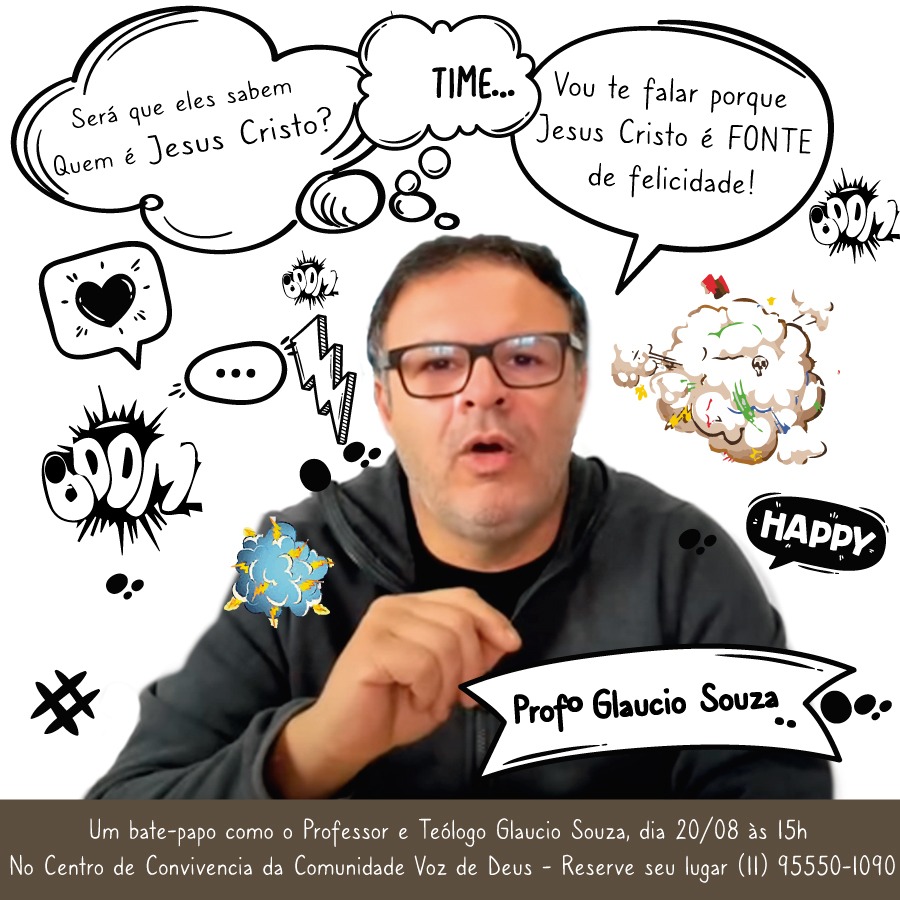 Será que eles sabem
Quem é Jesus Cristo?
TIME...
Vou te falar porque
Jesus Cristo é FONTE
de felicidade!
BOOM
BOOM
...
BOOM
HAPPY
#
Profº Glaucio Souza
Um bate-papo como o Professor e Teólogo Glaucio Souza, dia 20/08 às 15h
No Centro de Convivencia da Comunidade Voz de Deus - Reserve seu lugar (11) 95550-1090